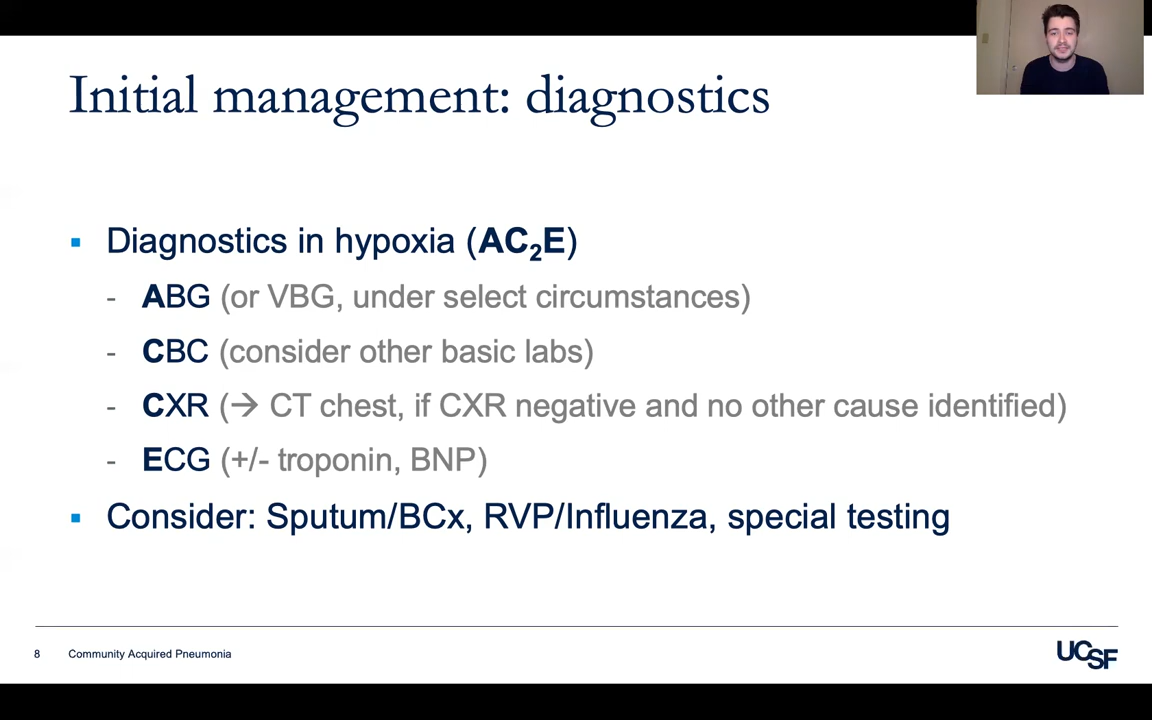 Initial management: diagnostics
▪ Diagnostics in hypoxia (AC₂E)
- ABG (or VBG, under select circumstances)
- CBC (consider other basic labs)
- CXR (→ CT chest, if CXR negative and no other cause identified)
- ECG (+/- troponin, BNP)
▪ Consider: Sputum/BCx, RVP/Influenza, special testing
8 Community Acquired Pneumonia
UCSF